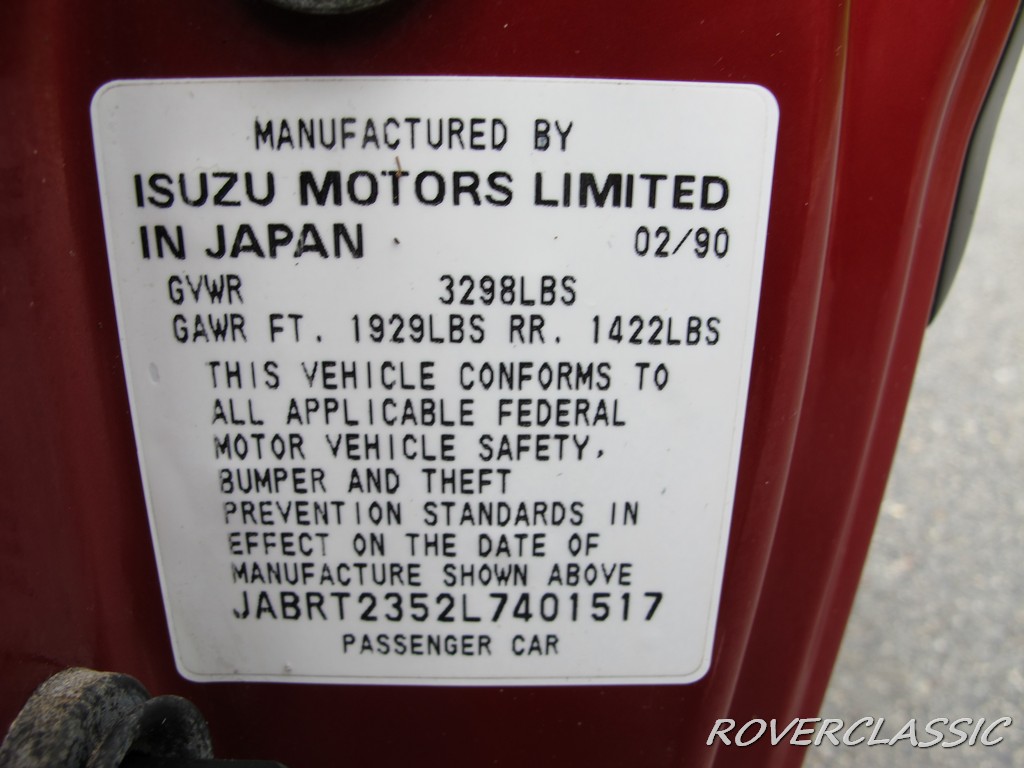 MANUFACTURED BY
ISUZU MOTORS LIMITED
IN JAPAN 02/90
GVWR 3298LBS
GAWR FT. 1929LBS RR. 1422LBS
THIS VEHICLE CONFORMS TO
ALL APPLICABLE FEDERAL
MOTOR VEHICLE SAFETY,
BUMPER AND THEFT
PREVENTION STANDARDS IN
EFFECT ON THE DATE OF
MANUFACTURE SHOWN ABOVE
JABRT2352L7401517
PASSENGER CAR
ROVERCLASSIC